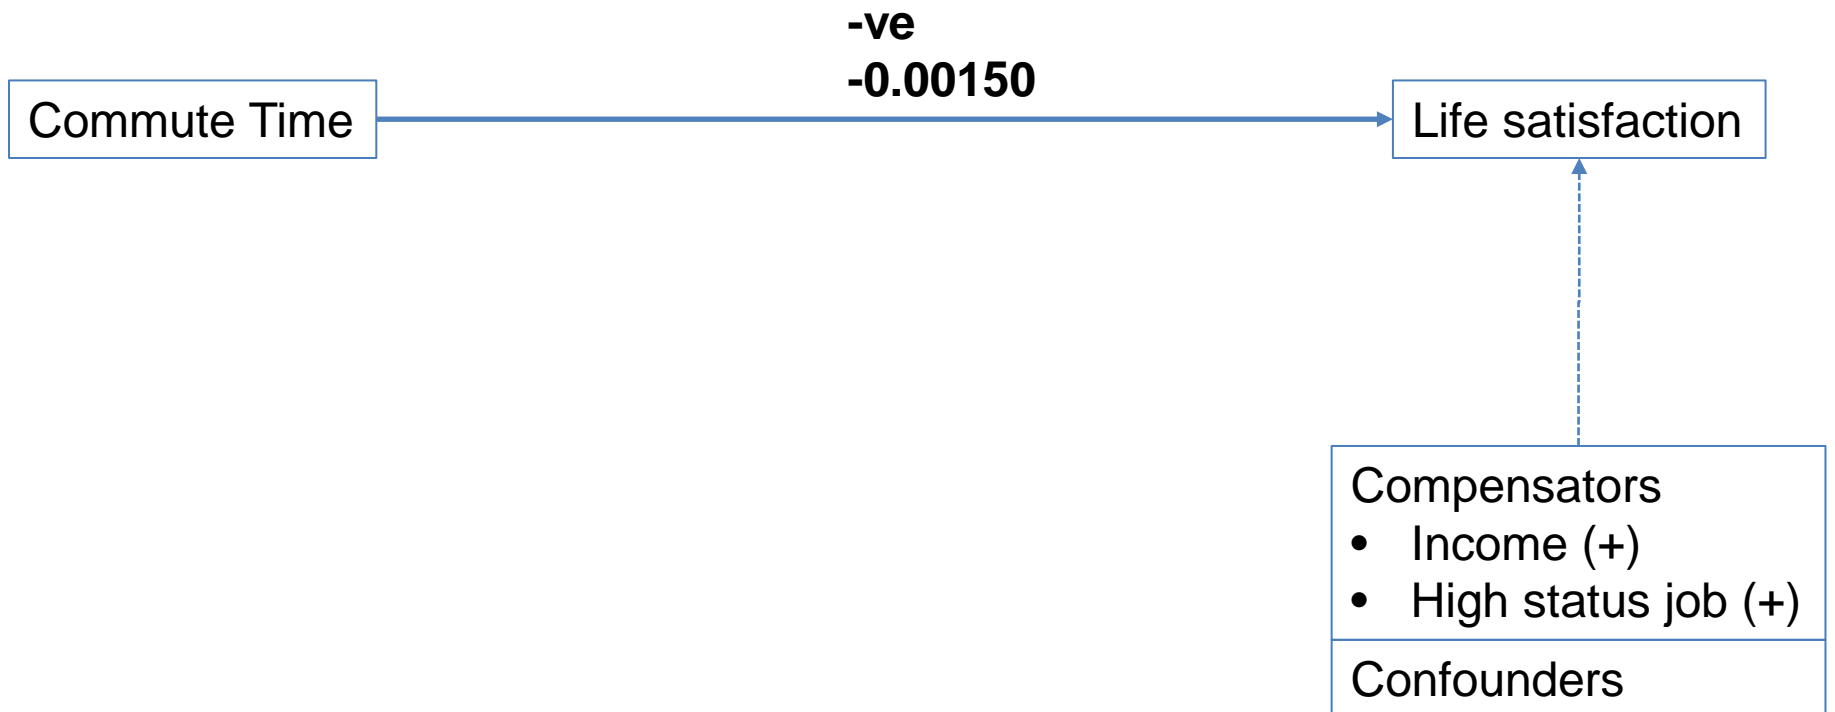 -ve
-0.00150
Commute Time
Life satisfaction
Compensators
• Income (+)
• High status job (+)
Confounders